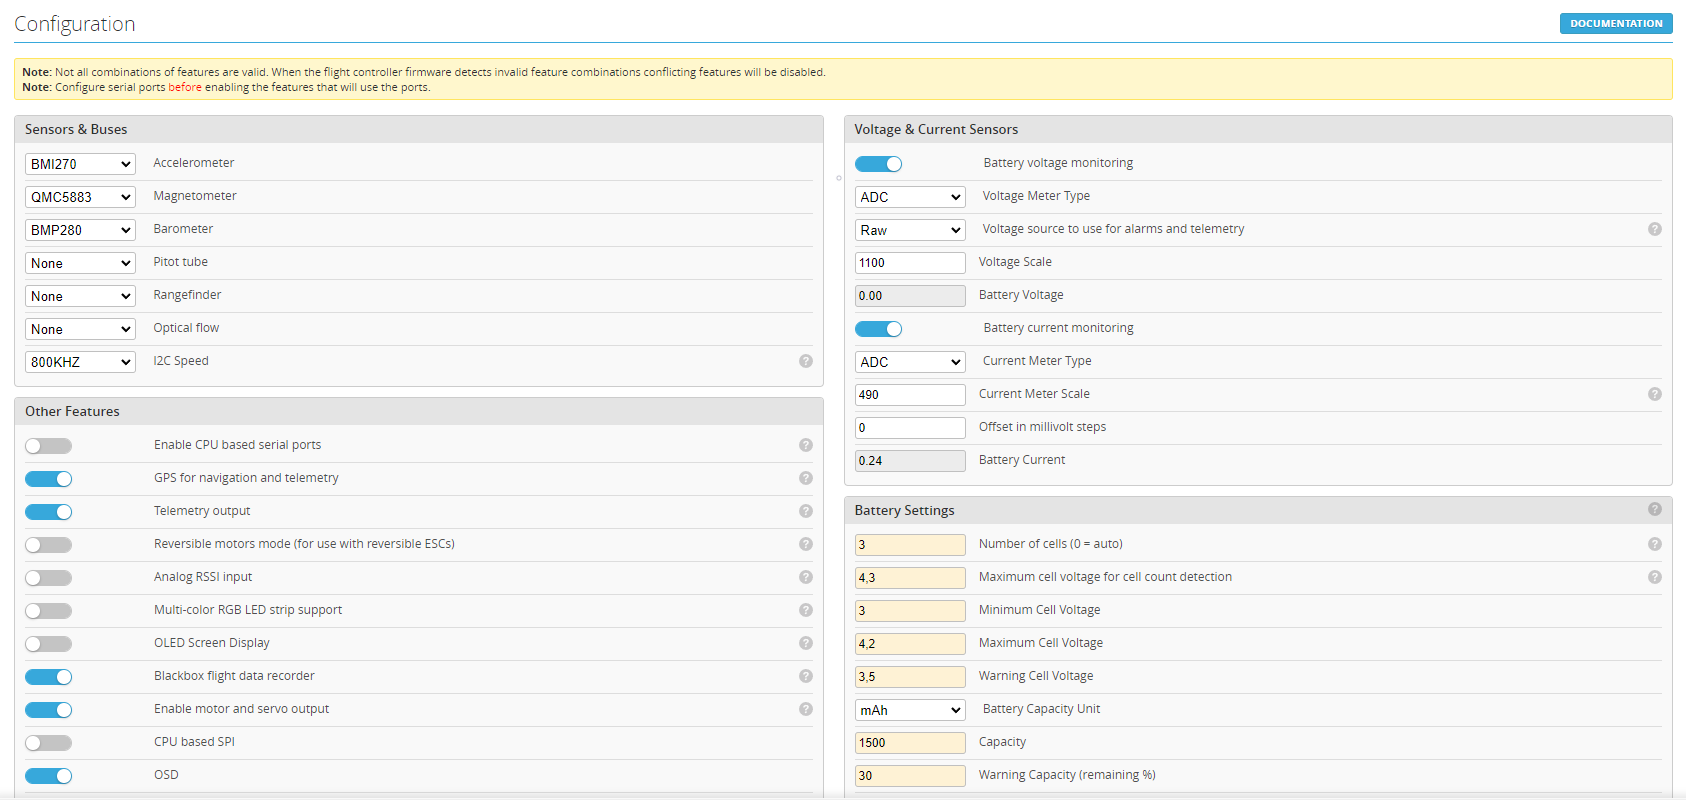 Configuration
DOCUMENTATION
Note: Not all combinations of features are valid. When the flight controller firmware detects invalid feature combinations conflicting features will be disabled.
Note: Configure serial ports before enabling the features that will use the ports.
Sensors & Buses
BMI270 Accelerometer
QMC5883 Magnetometer
BMP280 Barometer
None Pitot tube
None Rangefinder
None Optical flow
800KHZ I2C Speed ?
Other Features
Enable CPU based serial ports ?
GPS for navigation and telemetry ?
Telemetry output ?
Reversible motors mode (for use with reversible ESCs) ?
Analog RSSI input ?
Multi-color RGB LED strip support ?
OLED Screen Display ?
Blackbox flight data recorder ?
Enable motor and servo output ?
CPU based SPI
OSD
Voltage & Current Sensors
Battery voltage monitoring
ADC Voltage Meter Type
Raw Voltage source to use for alarms and telemetry ?
1100 Voltage Scale
0.00 Battery Voltage
Battery current monitoring
ADC Current Meter Type
490 Current Meter Scale ?
0 Offset in millivolt steps
0.24 Battery Current
Battery Settings ?
3 Number of cells (0 = auto) ?
4,3 Maximum cell voltage for cell count detection ?
3 Minimum Cell Voltage
4,2 Maximum Cell Voltage
3,5 Warning Cell Voltage
mAh Battery Capacity Unit
1500 Capacity
30 Warning Capacity (remaining %)